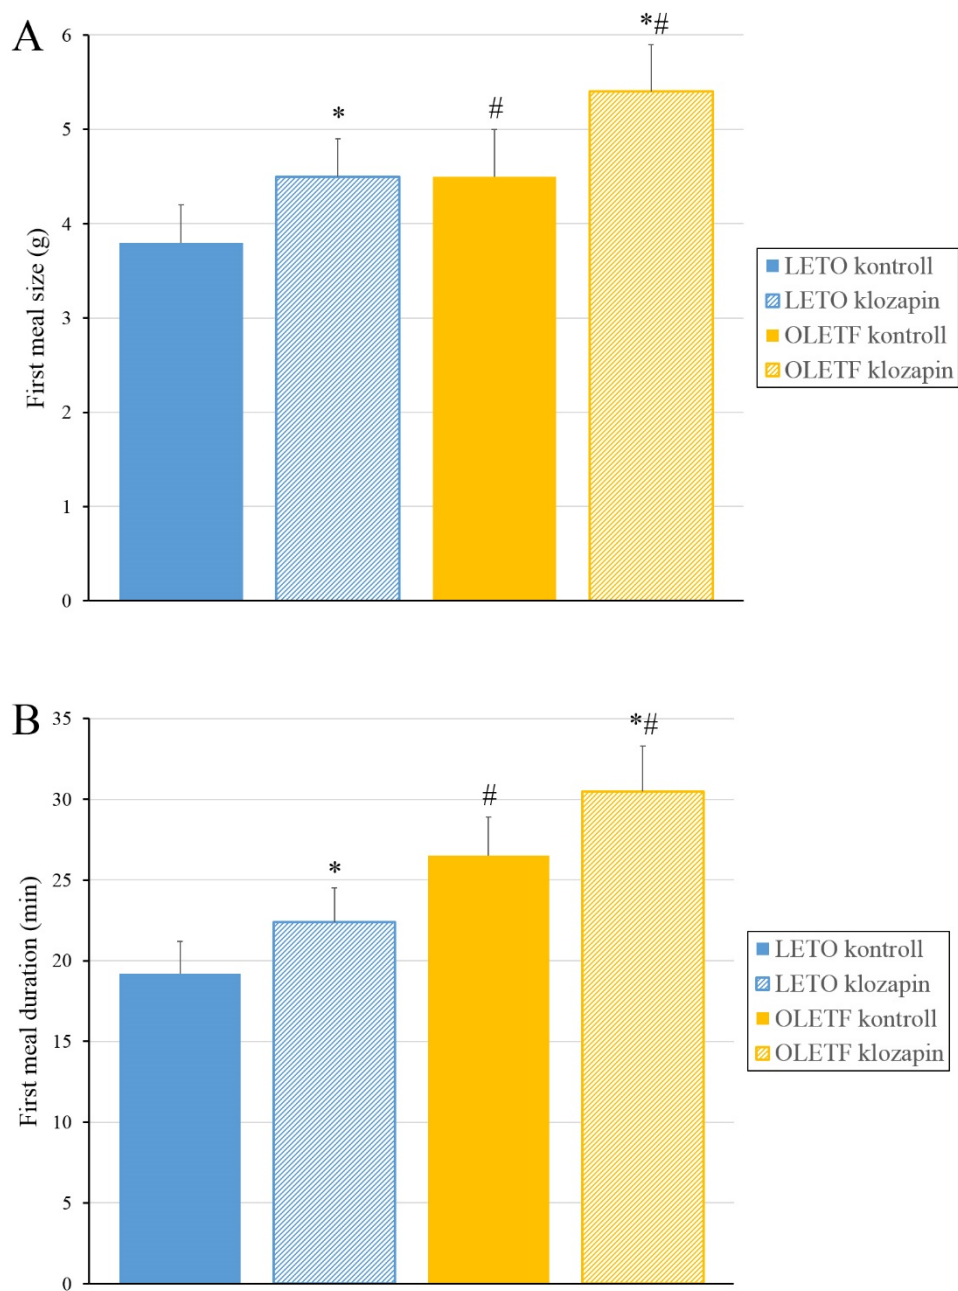 A
First meal size (g)
6
5
4
3
2
1
0
*
#
*#
LETO kontroll
LETO klozapin
OLETF kontroll
OLETF klozapin
B
First meal duration (min)
35
30
25
20
15
10
5
0
*
#
*#
LETO kontroll
LETO klozapin
OLETF kontroll
OLETF klozapin